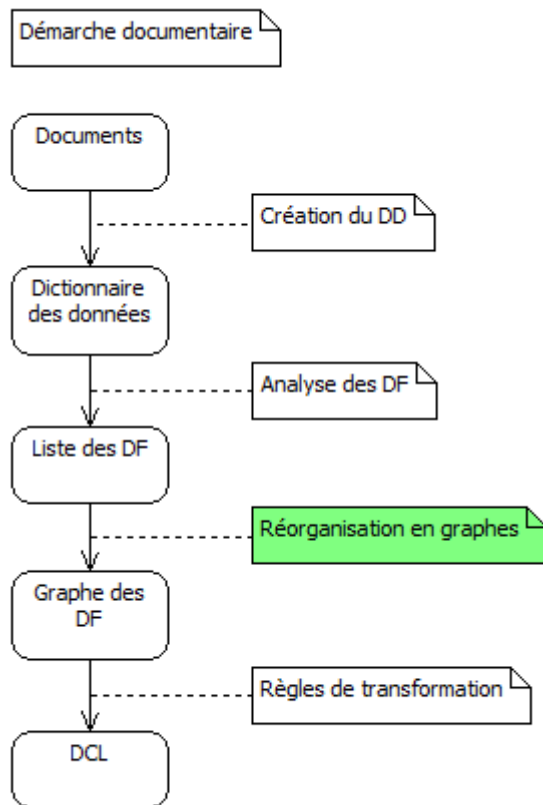 Démarche documentaire
Documents
Création du DD
Dictionnaire
des données
Analyse des DF
Liste des DF
Réorganisation en graphes
Graphe des
DF
Règles de transformation
DCL